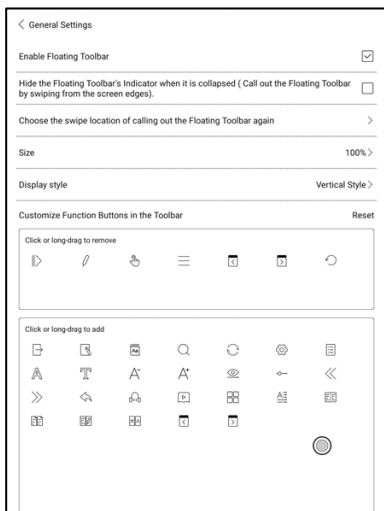 General Settings
Enable Floating Toolbar
Hide the Floating Toolbar's Indicator when it is collapsed ( Call out the Floating Toolbar
by swiping from the screen edges).
Choose the swipe location of calling out the Floating Toolbar again
Size 100%
Display style Vertical Style
Customize Function Buttons in the Toolbar Reset
Click or long-drag to remove
Click or long-drag to add